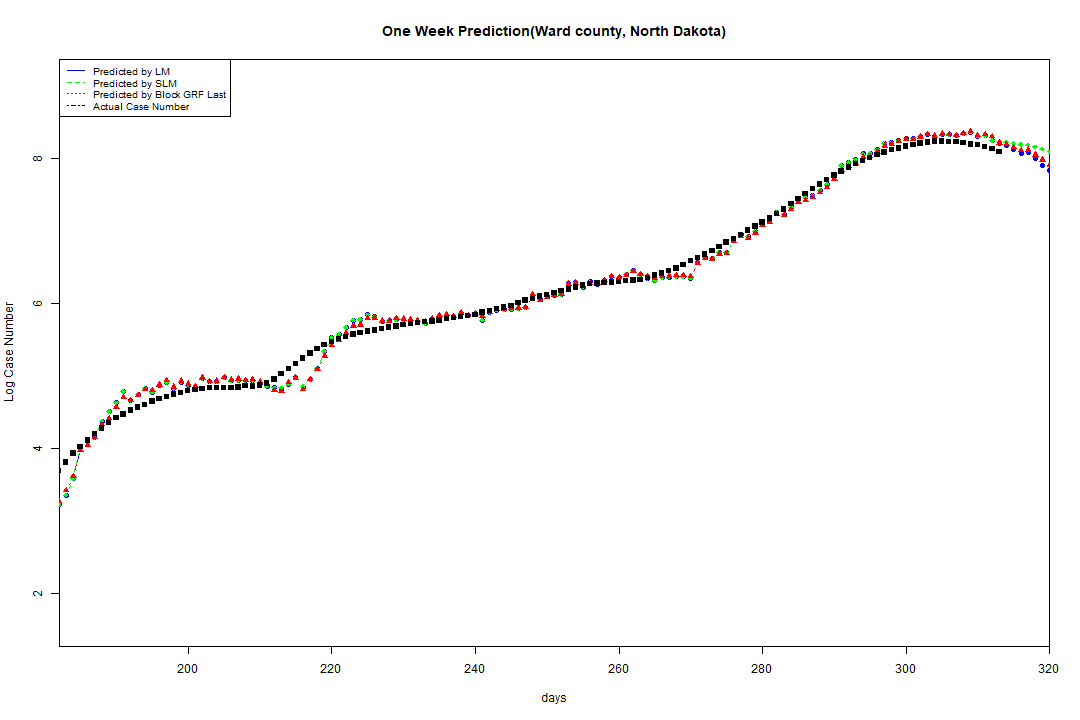 One Week Prediction(Ward county, North Dakota)
Predicted by LM
Predicted by SLM
Predicted by Block GRF Last
Actual Case Number
Log Case Number
8
6
4
2
200 220 240 260 280 300 320
days